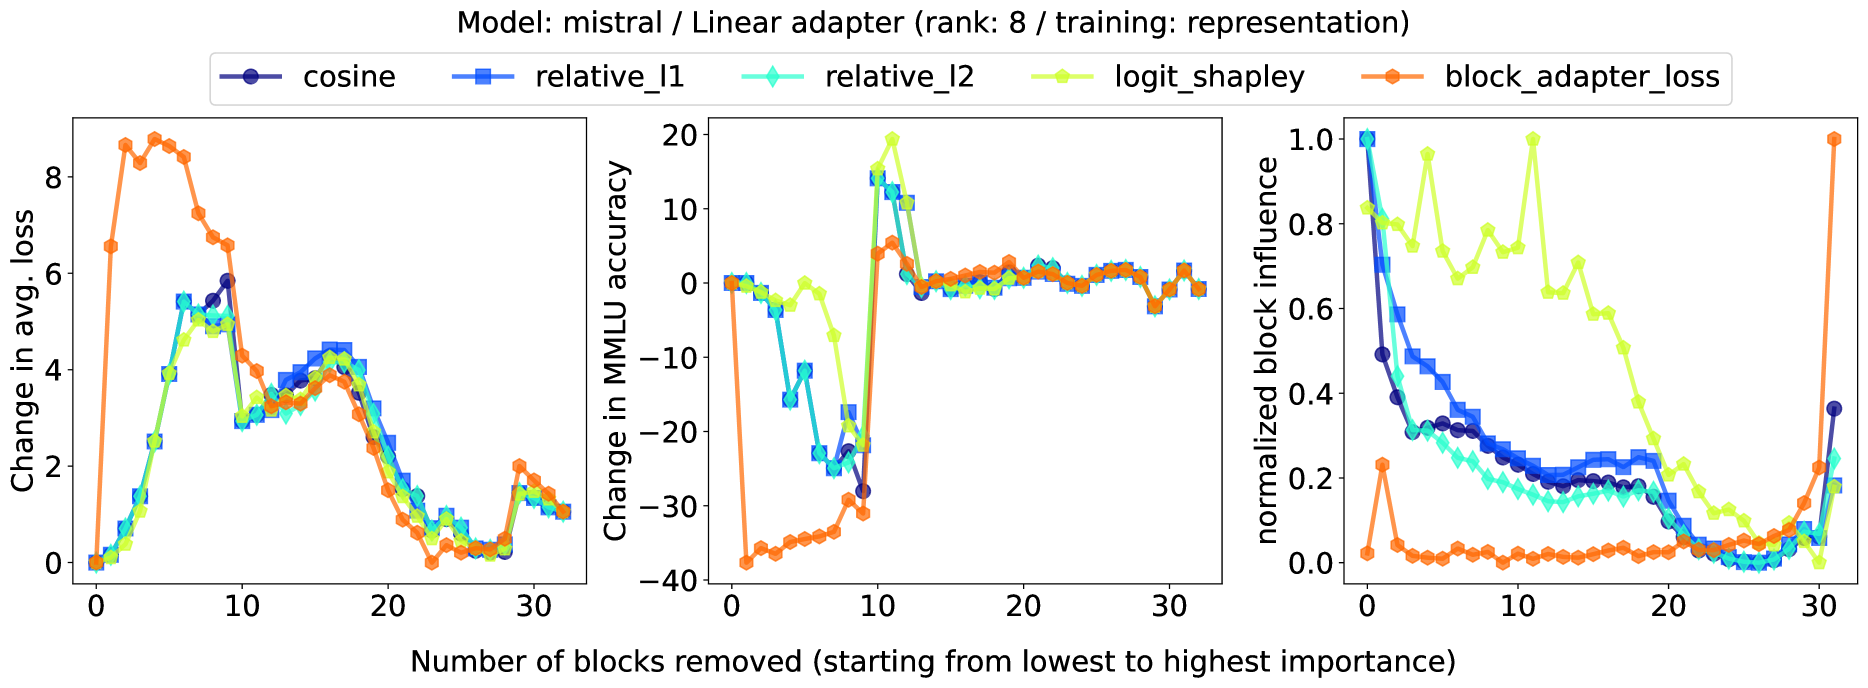 Model: mistral / Linear adapter (rank: 8 / training: representation)
cosine relative_l1 relative_l2 logit_shapley block_adapter_loss
Change in avg. loss
8
6
4
2
0
0 10 20 30
Change in MMLU accuracy
20
10
0
−10
−20
−30
−40
0 10 20 30
normalized block influence
1.0
0.8
0.6
0.4
0.2
0.0
0 10 20 30
Number of blocks removed (starting from lowest to highest importance)